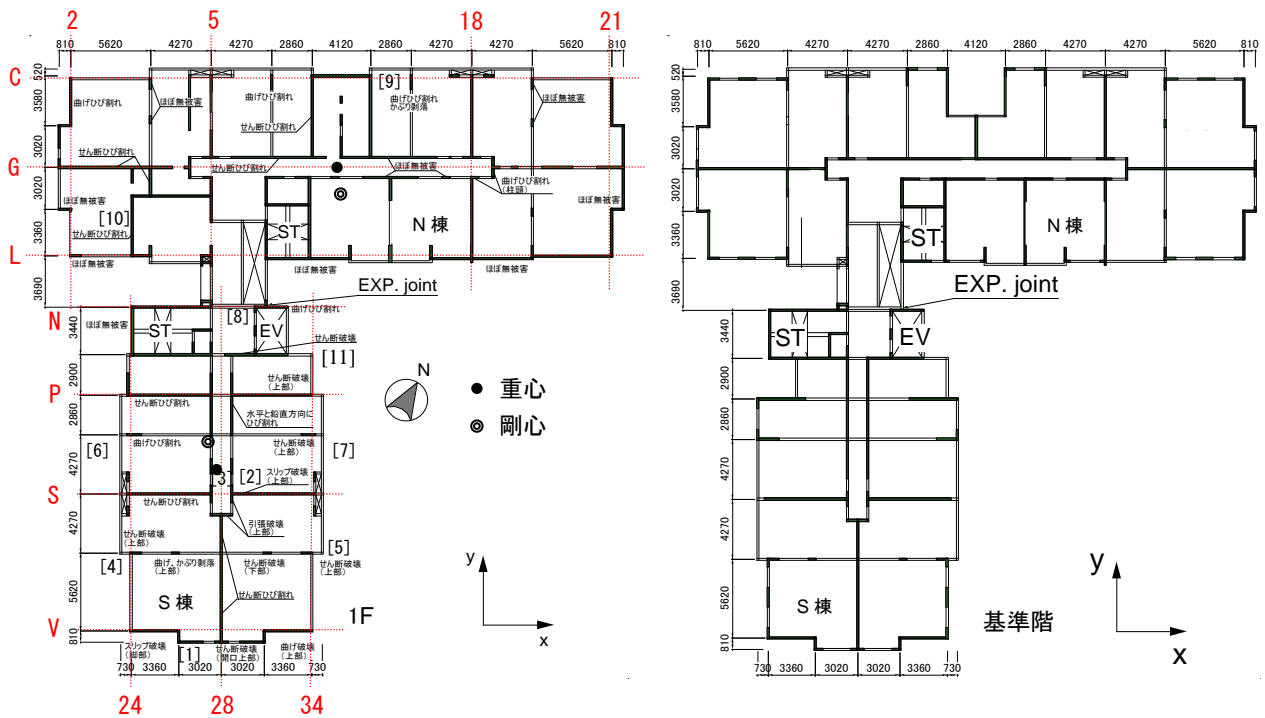 2 5 18 21
810 5620 4270 4270 2860 4120 2860 4270 5620 810
C
G
L
N
P
S
V
520
3580
3020
3020
3360
3690
3440
2900
2860
4270
4270
5620
810
曲げひび割れ
ほぼ無被害
曲げひび割れ
せん断ひび割れ
[9]
曲げひび割れ
かぶり剥落
ほぼ無被害
せん断ひび割れ
せん断ひび割れ
ほぼ無被害
曲げひび割れ
(柱頭)
ほぼ無被害
ほぼ無被害
[10]
せん断ひび割れ
ST
N 棟
ほぼ無被害
ほぼ無被害
ほぼ無被害
EXP. joint
ほぼ無被害
ST
[8]
EV
曲げひび割れ
せん断破壊
[11]
せん断破壊
(上部)
せん断ひび割れ
水平と鉛直方向に
ひび割れ
N
重心
剛心
[6]
曲げひび割れ
せん断破壊
(上部)
[7]
[3]
[2]
スリップ破壊
(上部)
せん断ひび割れ
引張破壊
(上部)
せん断破壊
(上部)
[5]
[4]
曲げ、かぶり剥落
(上部)
せん断破壊
(下部)
せん断破壊
(上部)
せん断ひび割れ
S 棟
1F
y
x
スリップ破壊
(脚部)
[1]
せん断破壊
(開口上部)
曲げ破壊
(上部)
730 3360 3020 3020 3360 730
24 28 34
810 5620 4270 4270 2860 4120 2860 4270 4270 5620 810
520
3580
3020
3020
3360
3690
3440
2900
2860
4270
4270
5620
810
ST
N 棟
EXP. joint
ST
EV
S 棟
基準階
y
x
730 3360 3020 3020 3360 730